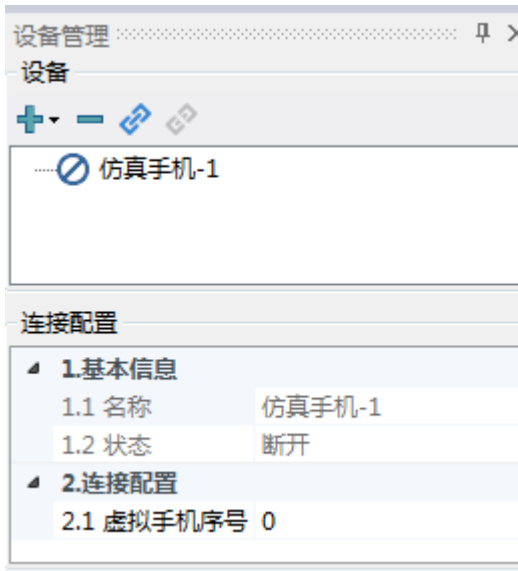 设备管理
设备
仿真手机-1
连接配置
1.基本信息
1.1 名称 仿真手机-1
1.2 状态 断开
2.连接配置
2.1 虚拟手机序号 0